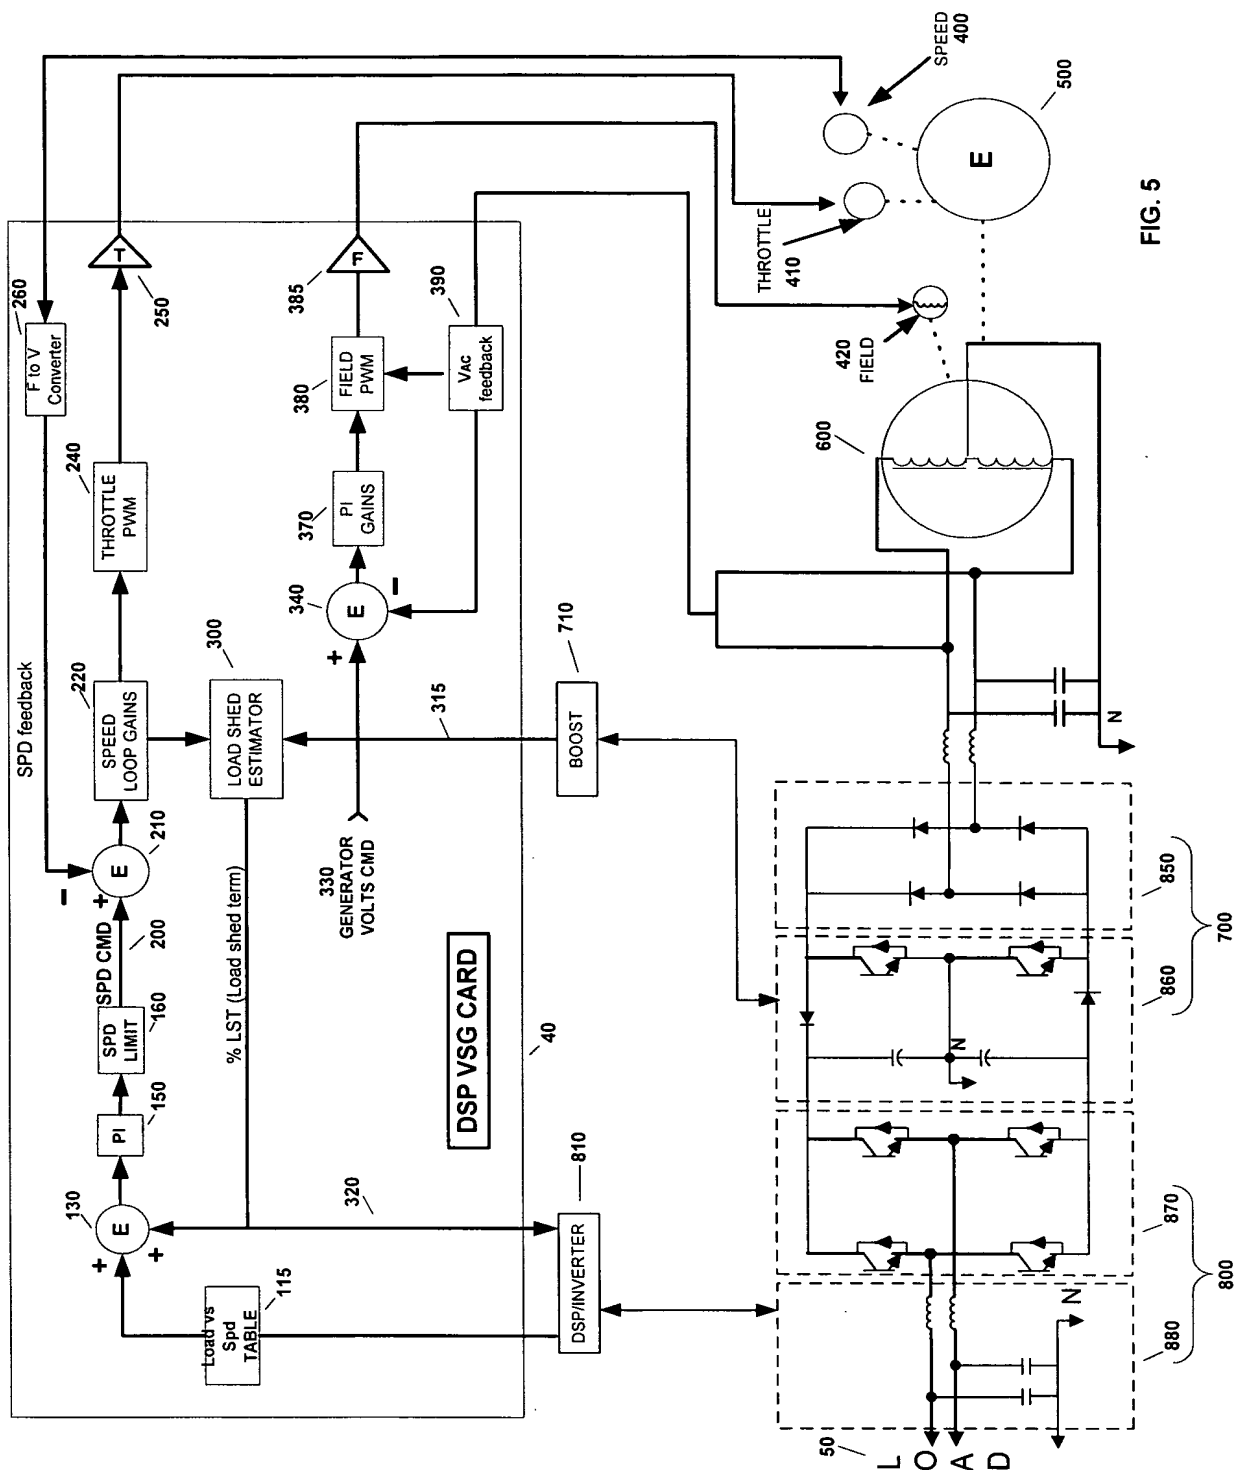 SPD feedback
260
F to V
Converter
130
E
+
+
PI
150
SPD
LIMIT
160
SPD CMD
200
+
−
E
210
220
SPEED
LOOP GAINS
240
THROTTLE
PWM
T
250
115
Load vs
Spd
TABLE
% LST (Load shed term)
300
LOAD SHED
ESTIMATOR
320
315
330
GENERATOR
VOLTS CMD
+
340
E
−
370
PI
GAINS
380
FIELD
PWM
385
F
390
VAC
feedback
DSP VSG CARD
40
DSP/INVERTER
810
BOOST
710
50
L
O
A
D
N
N
N
880
870
800
860
850
700
600
420
FIELD
THROTTLE
410
SPEED
400
E
500
FIG. 5